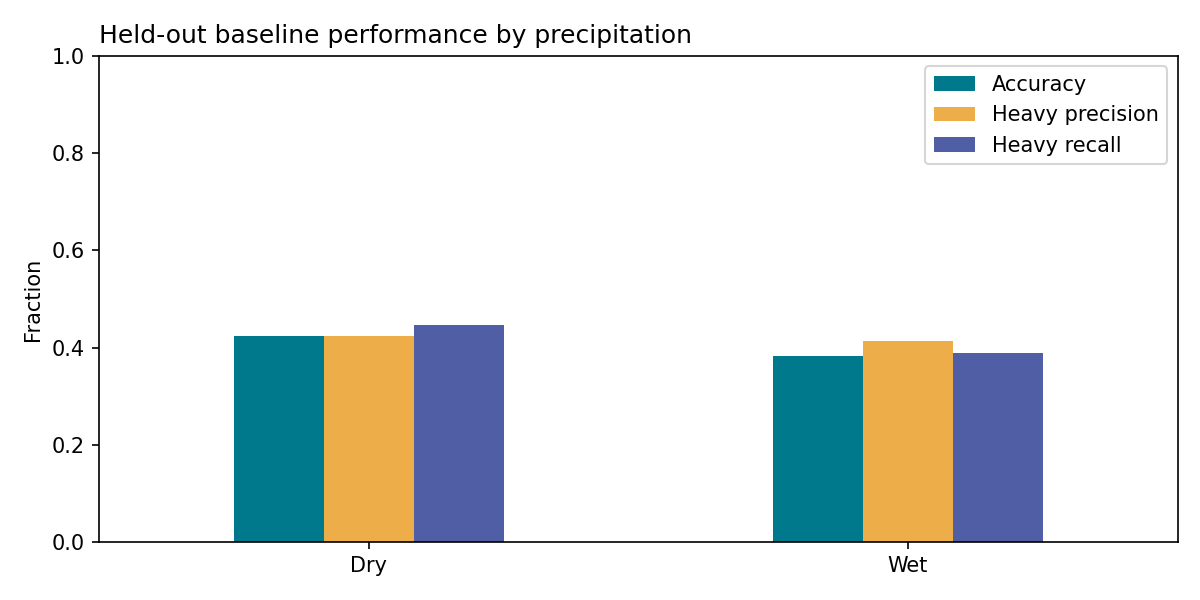 Held-out baseline performance by precipitation
1.0
0.8
0.6
0.4
0.2
0.0
Fraction
Accuracy
Heavy precision
Heavy recall
Dry
Wet